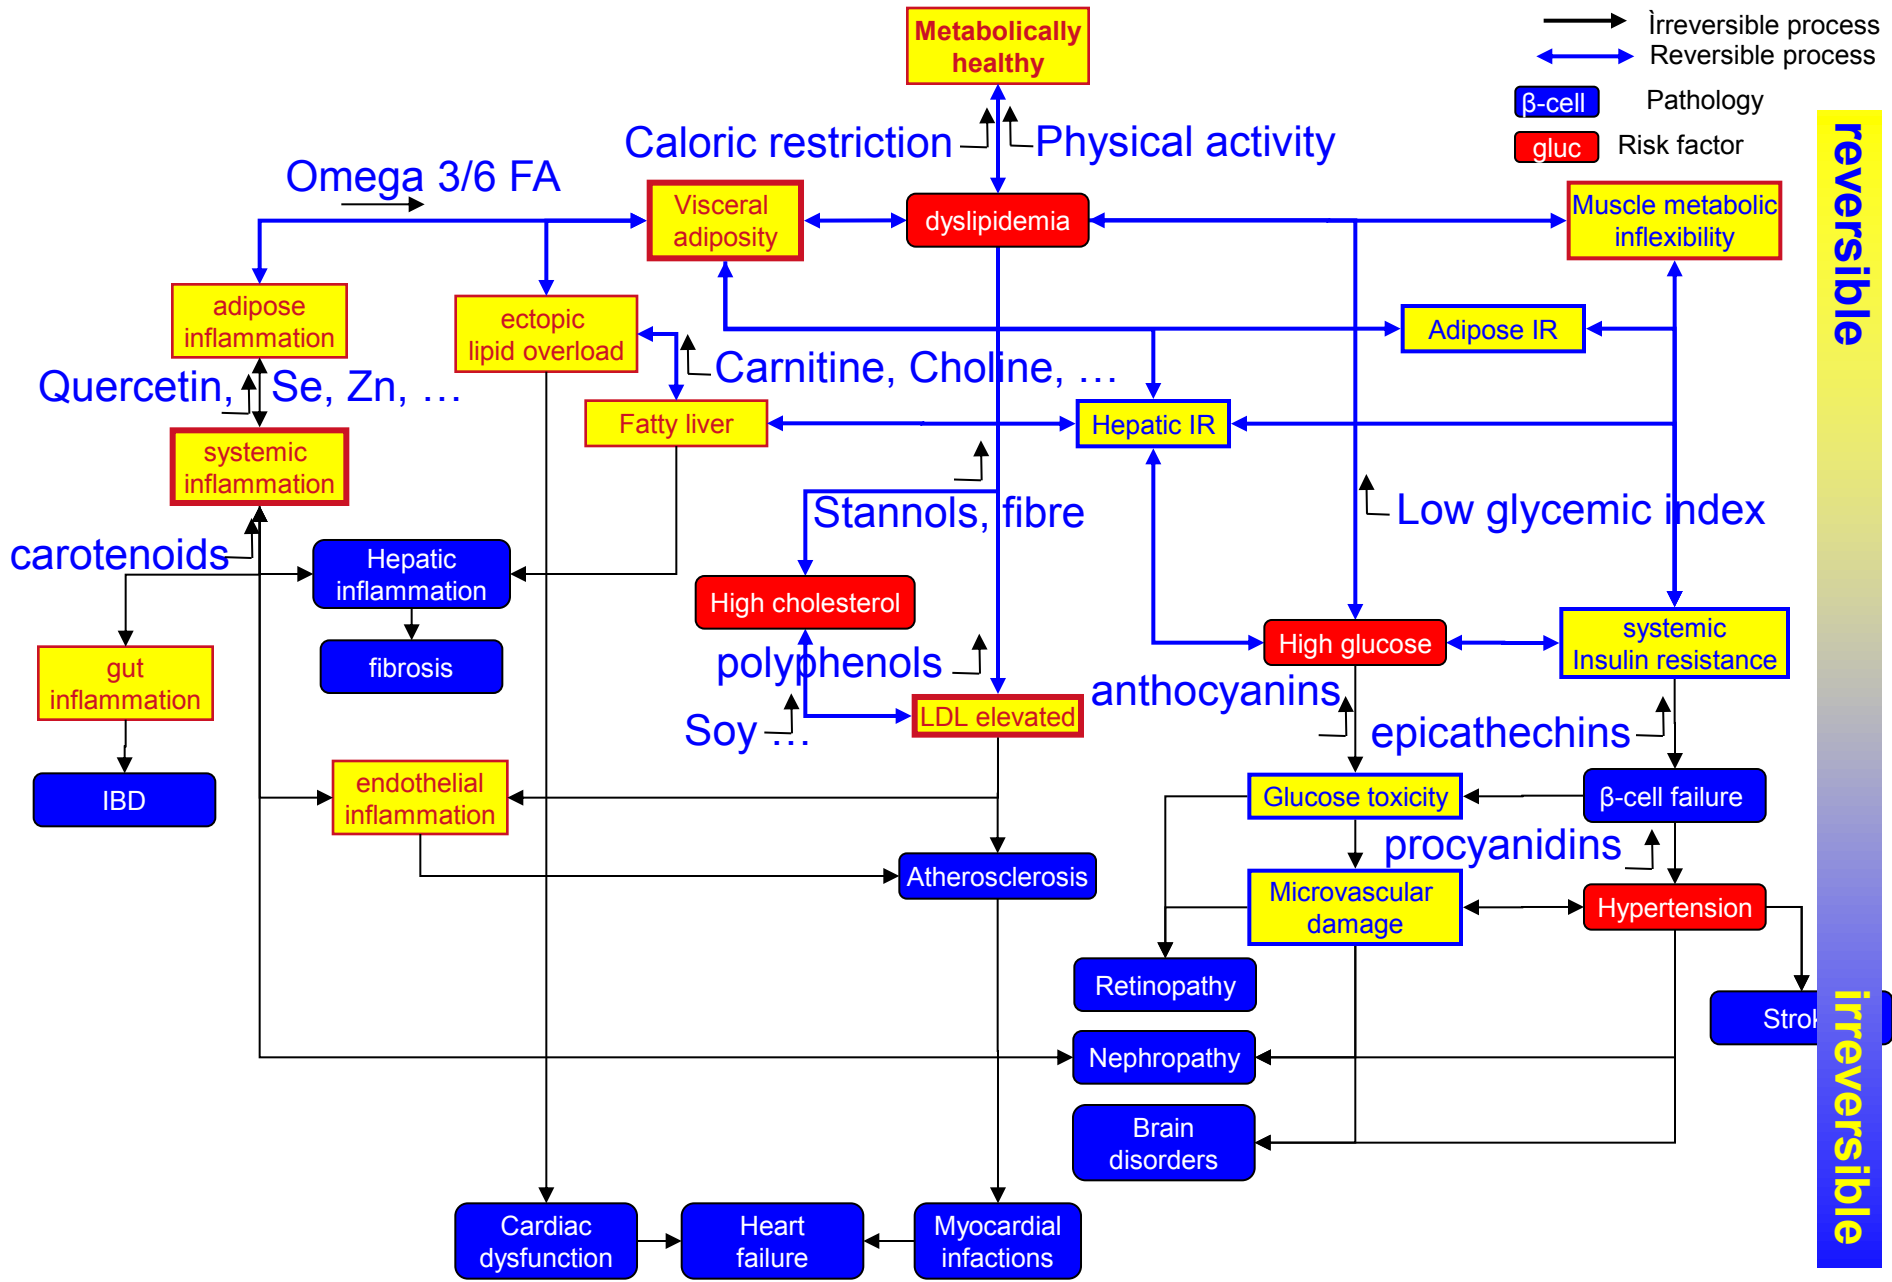 Metabolically
healthy
Ìrreversible process
Reversible process
β-cell
Pathology
gluc
Risk factor
reversible
irreversible
Caloric restriction
Physical activity
Omega 3/6 FA
Visceral
adiposity
dyslipidemia
Muscle metabolic
inflexibility
adipose
inflammation
ectopic
lipid overload
Adipose IR
Quercetin,
Se, Zn, …
Carnitine, Choline, …
Fatty liver
Hepatic IR
systemic
inflammation
Stannols, fibre
Low glycemic index
carotenoids
Hepatic
inflammation
High cholesterol
fibrosis
gut
inflammation
polyphenols
High glucose
systemic
Insulin resistance
anthocyanins
Soy …
LDL elevated
epicathechins
IBD
endothelial
inflammation
Glucose toxicity
β-cell failure
procyanidins
Atherosclerosis
Microvascular
damage
Hypertension
Retinopathy
Nephropathy
Brain
disorders
Cardiac
dysfunction
Heart
failure
Myocardial
infactions